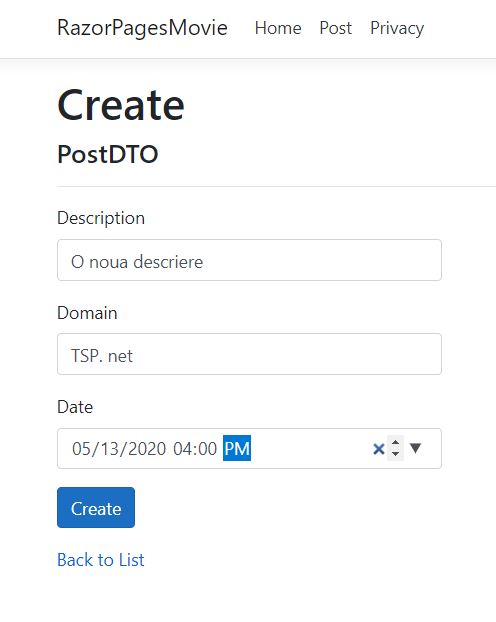 RazorPagesMovie Home Post Privacy
Create
PostDTO
Description
O noua descriere
Domain
TSP. net
Date
05/13/2020 04:00 PM
Create
Back to List